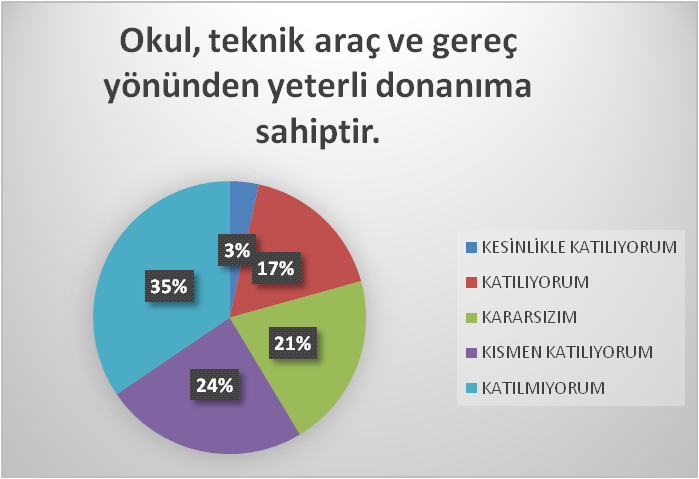 Okul, teknik araç ve gereç
yönünden yeterli donanıma
sahiptir.
3%
17%
21%
24%
35%
KESİNLİKLE KATILIYORUM
KATILIYORUM
KARARSIZIM
KISMEN KATILIYORUM
KATILMIYORUM